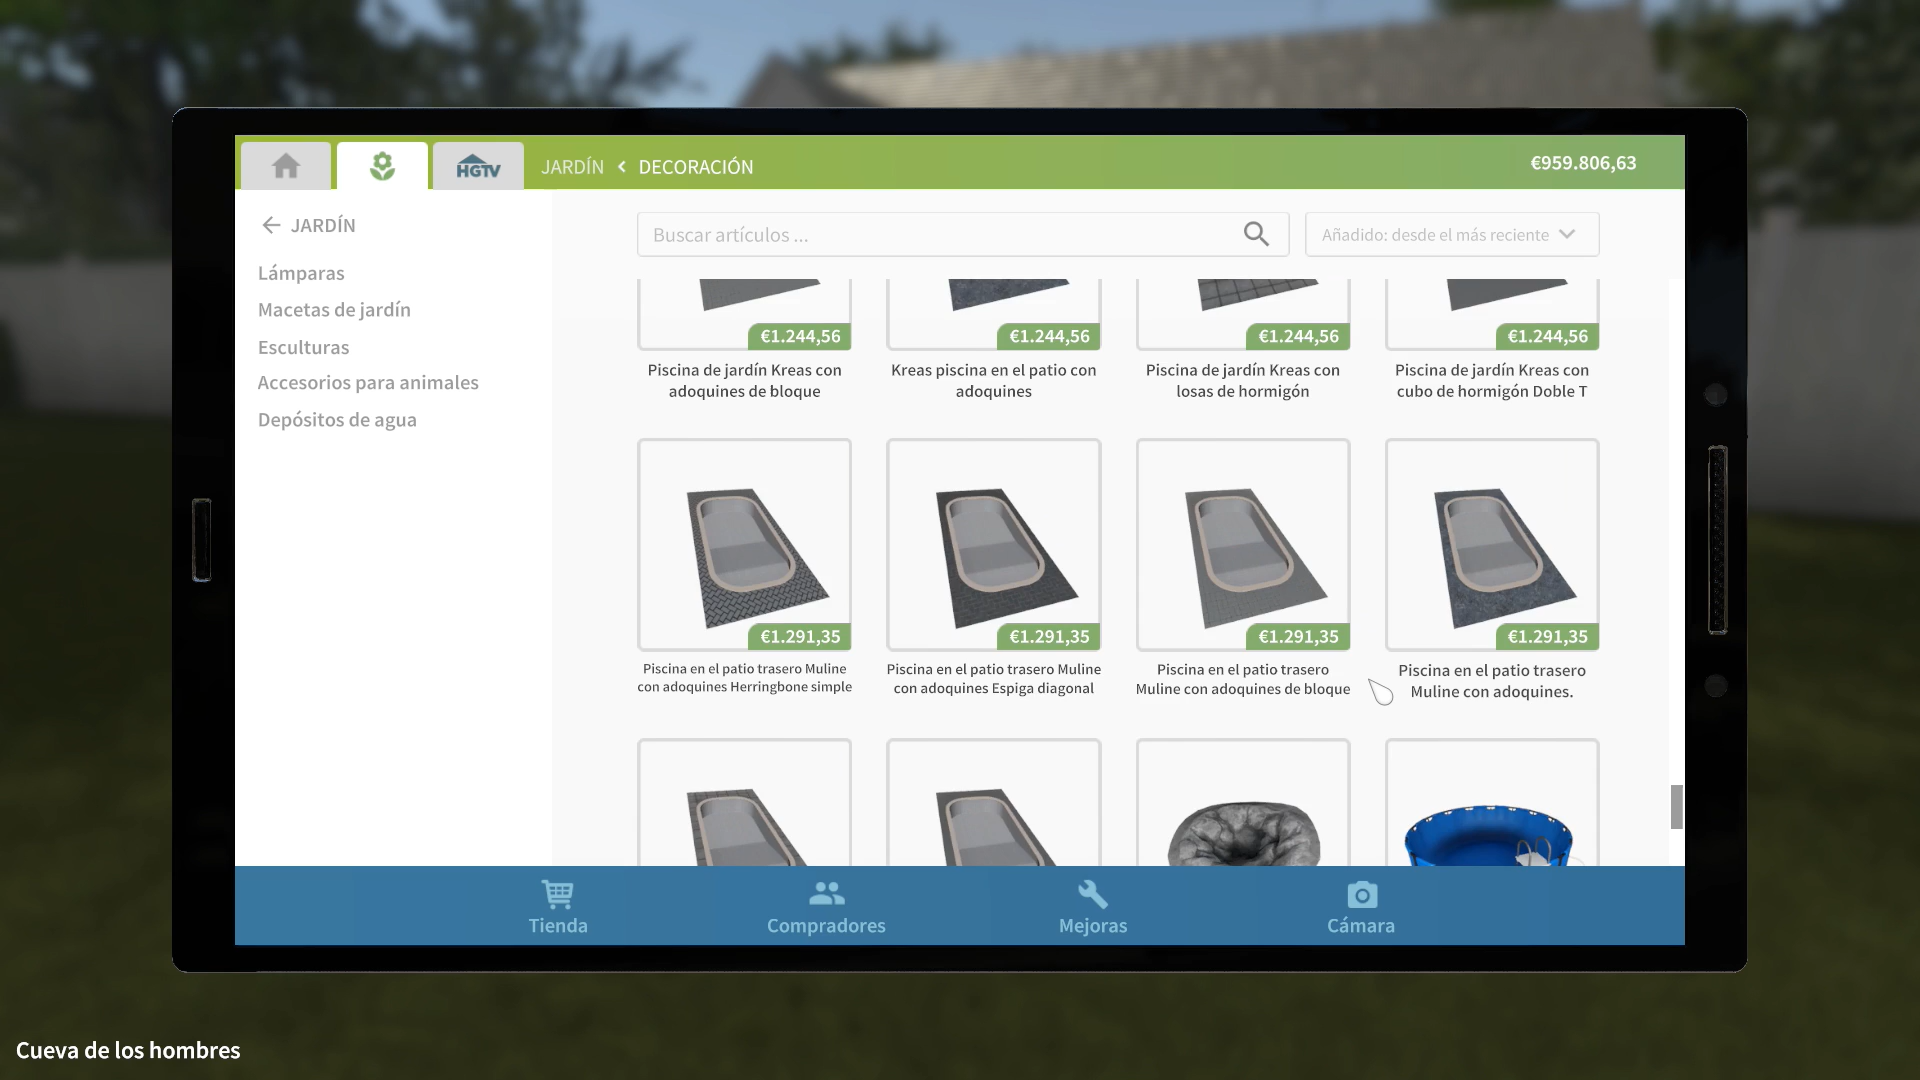 HGTV
JARDÍN < DECORACIÓN
€959.806,63
JARDÍN
Lámparas
Macetas de jardín
Esculturas
Accesorios para animales
Depósitos de agua
Buscar artículos ...
Añadido: desde el más reciente
€1.244,56
€1.244,56
€1.244,56
€1.244,56
Piscina de jardín Kreas con
adoquines de bloque
Kreas piscina en el patio con
adoquines
Piscina de jardín Kreas con
losas de hormigón
Piscina de jardín Kreas con
cubo de hormigón Doble T
€1.291,35
€1.291,35
€1.291,35
€1.291,35
Piscina en el patio trasero Muline
con adoquines Herringbone simple
Piscina en el patio trasero Muline
con adoquines Espiga diagonal
Piscina en el patio trasero
Muline con adoquines de bloque
Piscina en el patio trasero
Muline con adoquines.
Tienda
Compradores
Mejoras
Cámara
Cueva de los hombres